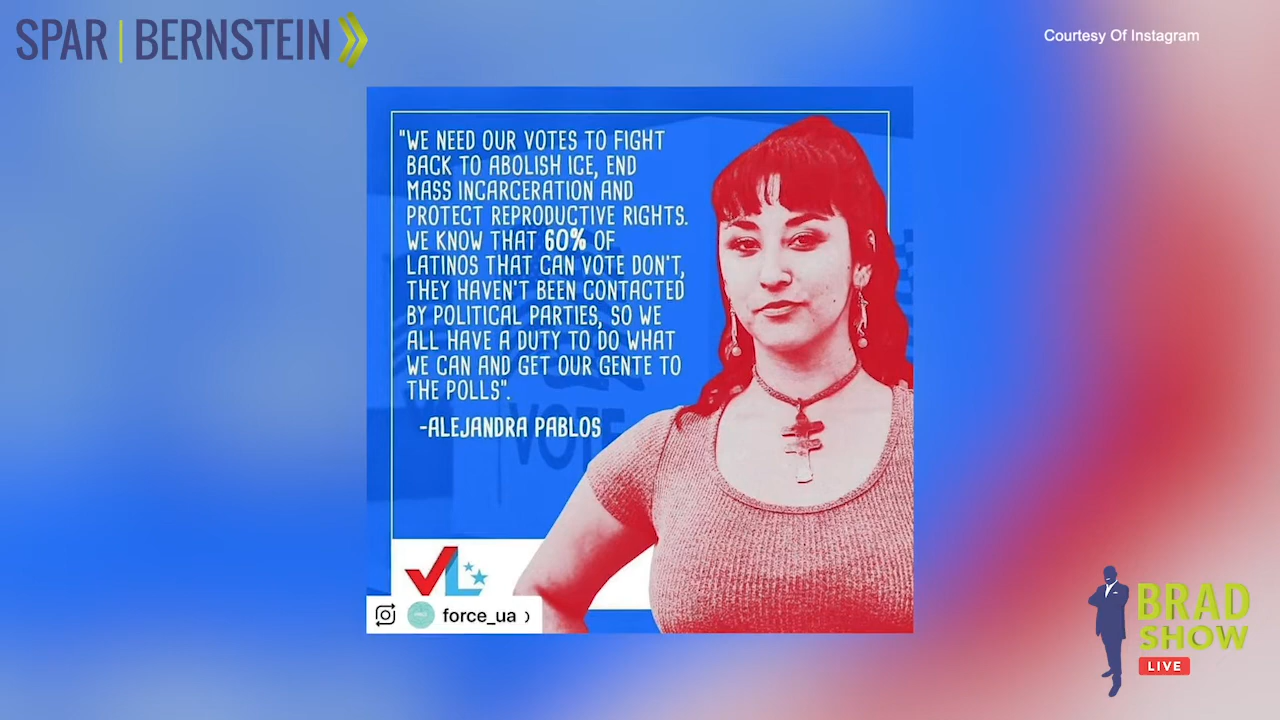 SPAR | BERNSTEIN
Courtesy Of Instagram
"WE NEED OUR VOTES TO FIGHT
BACK TO ABOLISH ICE, END
MASS INCARCERATION AND
PROTECT REPRODUCTIVE RIGHTS.
WE KNOW THAT 60% OF
LATINOS THAT CAN VOTE DON'T,
THEY HAVEN'T BEEN CONTACTED
BY POLITICAL PARTIES, SO WE
ALL HAVE A DUTY TO DO WHAT
WE CAN AND GET OUR GENTE TO
THE POLLS".
-ALEJANDRA PABLOS
VOTE
VL
force_ua
BRAD
SHOW
LIVE